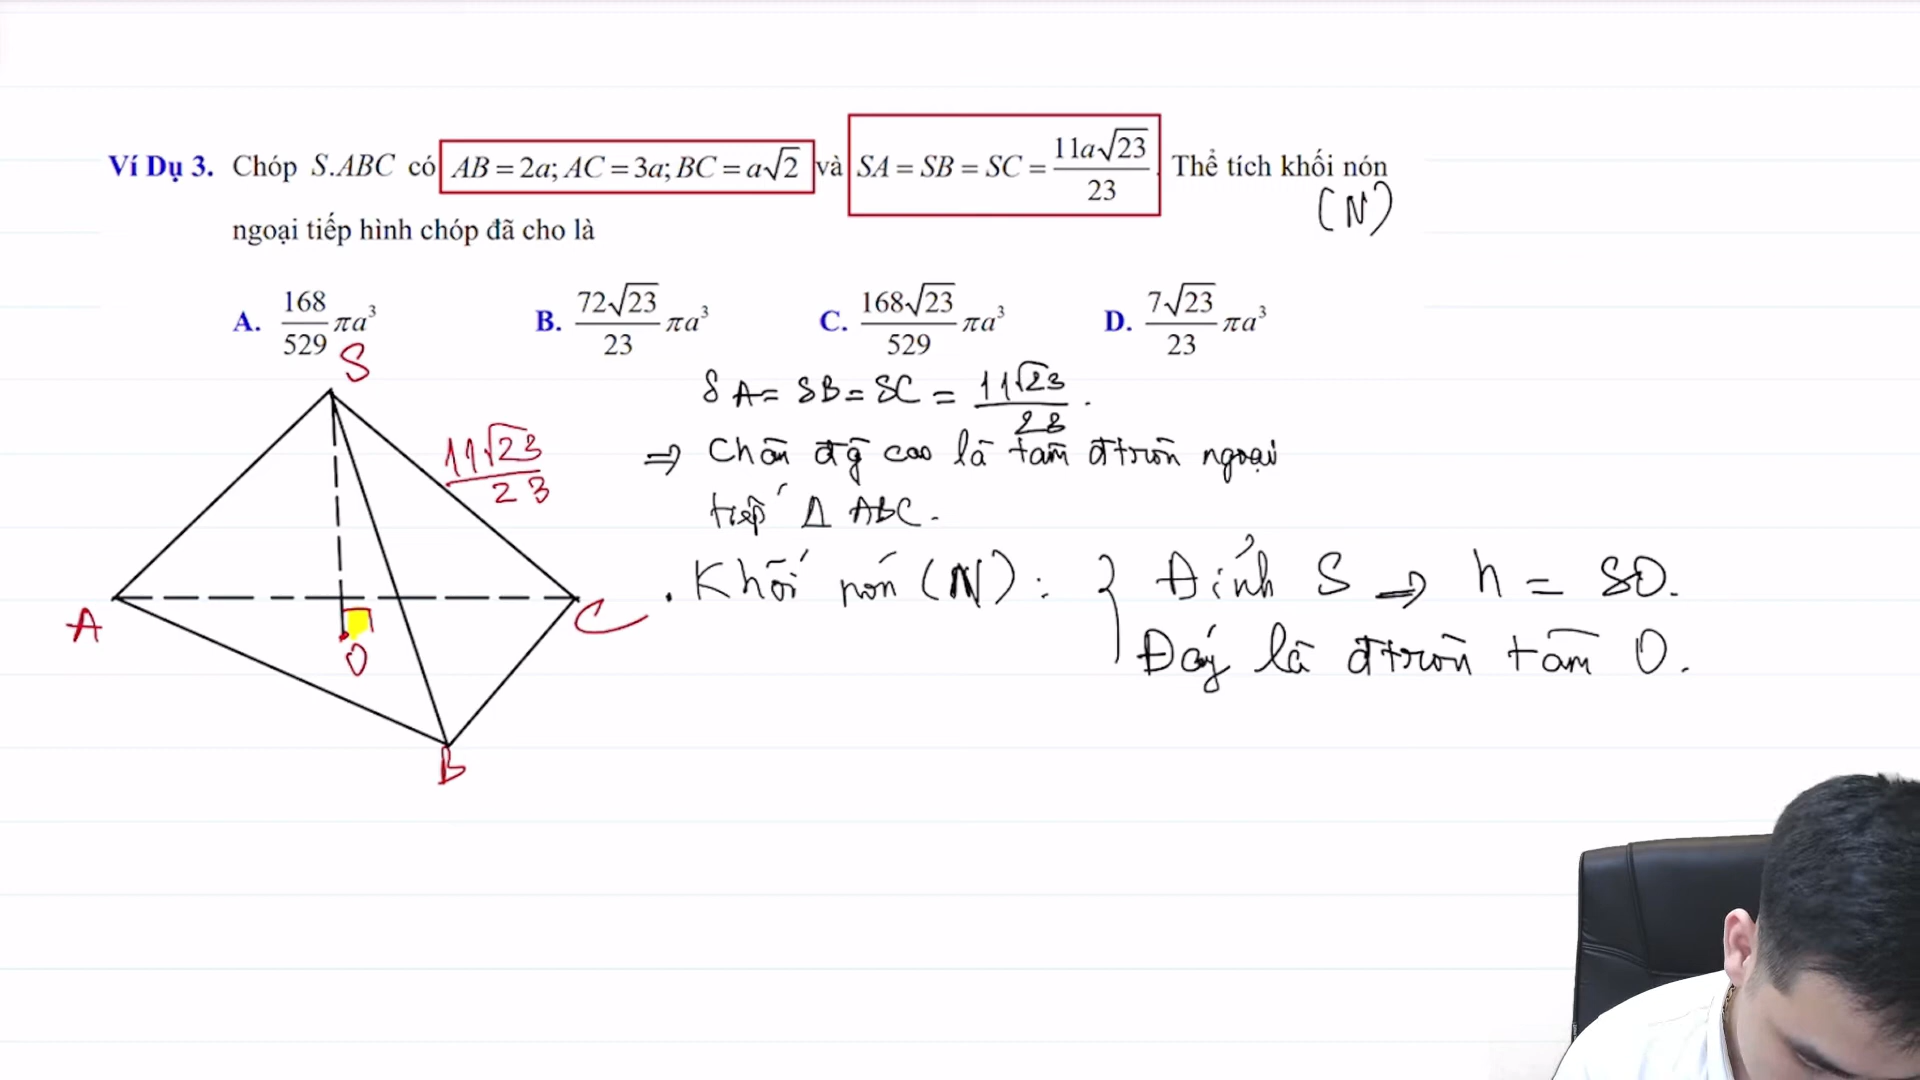 Ví Dụ 3. Chóp S.ABC có AB = 2a; AC = 3a; BC = a√2 và SA = SB = SC = 11a√23/23. Thể tích khối nón
(N)
ngoại tiếp hình chóp đã cho là
A. 168/529 πa³ B. 72√23/23 πa³ C. 168√23/529 πa³ D. 7√23/23 πa³
S
SA = SB = SC = 11√23/23.
11√23/23
⇒ Chân đg cao là tâm đtròn ngoại
tiếp Δ ABC.
. Khối nón (N): { Đỉnh S ⇒ h = SO.
Đáy là đtròn tâm O.
A
C
O
B